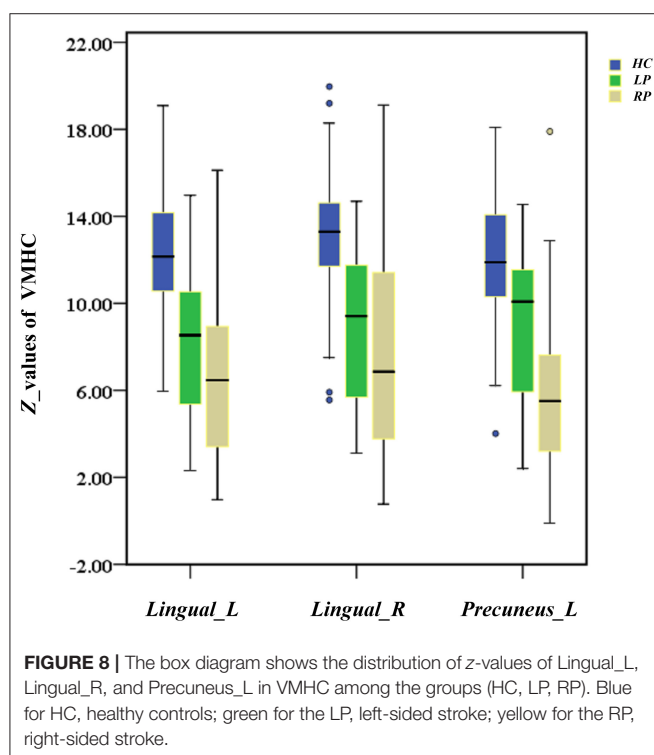 22.00
18.00
14.00
10.00
6.00
2.00
-2.00
Z_values of VMHC
HC
LP
RP
Lingual_L Lingual_R Precuneus_L
FIGURE 8 | The box diagram shows the distribution of z-values of Lingual_L,
Lingual_R, and Precuneus_L in VMHC among the groups (HC, LP, RP). Blue
for HC, healthy controls; green for the LP, left-sided stroke; yellow for the RP,
right-sided stroke.